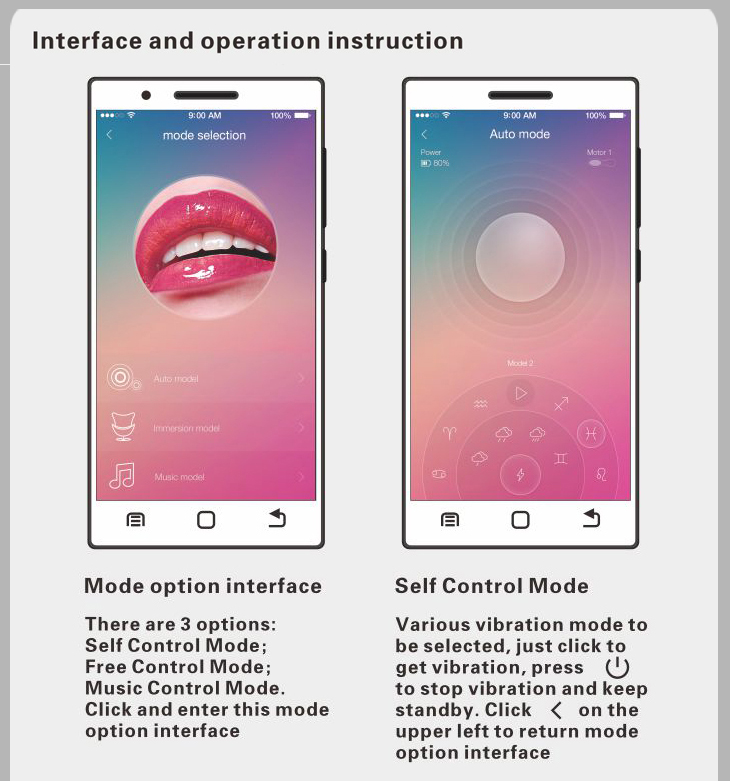 Interface and operation instruction
9:00 AM
100%
mode selection
Auto model
Immersion model
Music model
9:00 AM
100%
Auto mode
Power
80%
Motor 1
Model 2
Mode option interface
There are 3 options:
Self Control Mode;
Free Control Mode;
Music Control Mode.
Click and enter this mode
option interface
Self Control Mode
Various vibration mode to
be selected, just click to
get vibration, press
to stop vibration and keep
standby. Click < on the
upper left to return mode
option interface